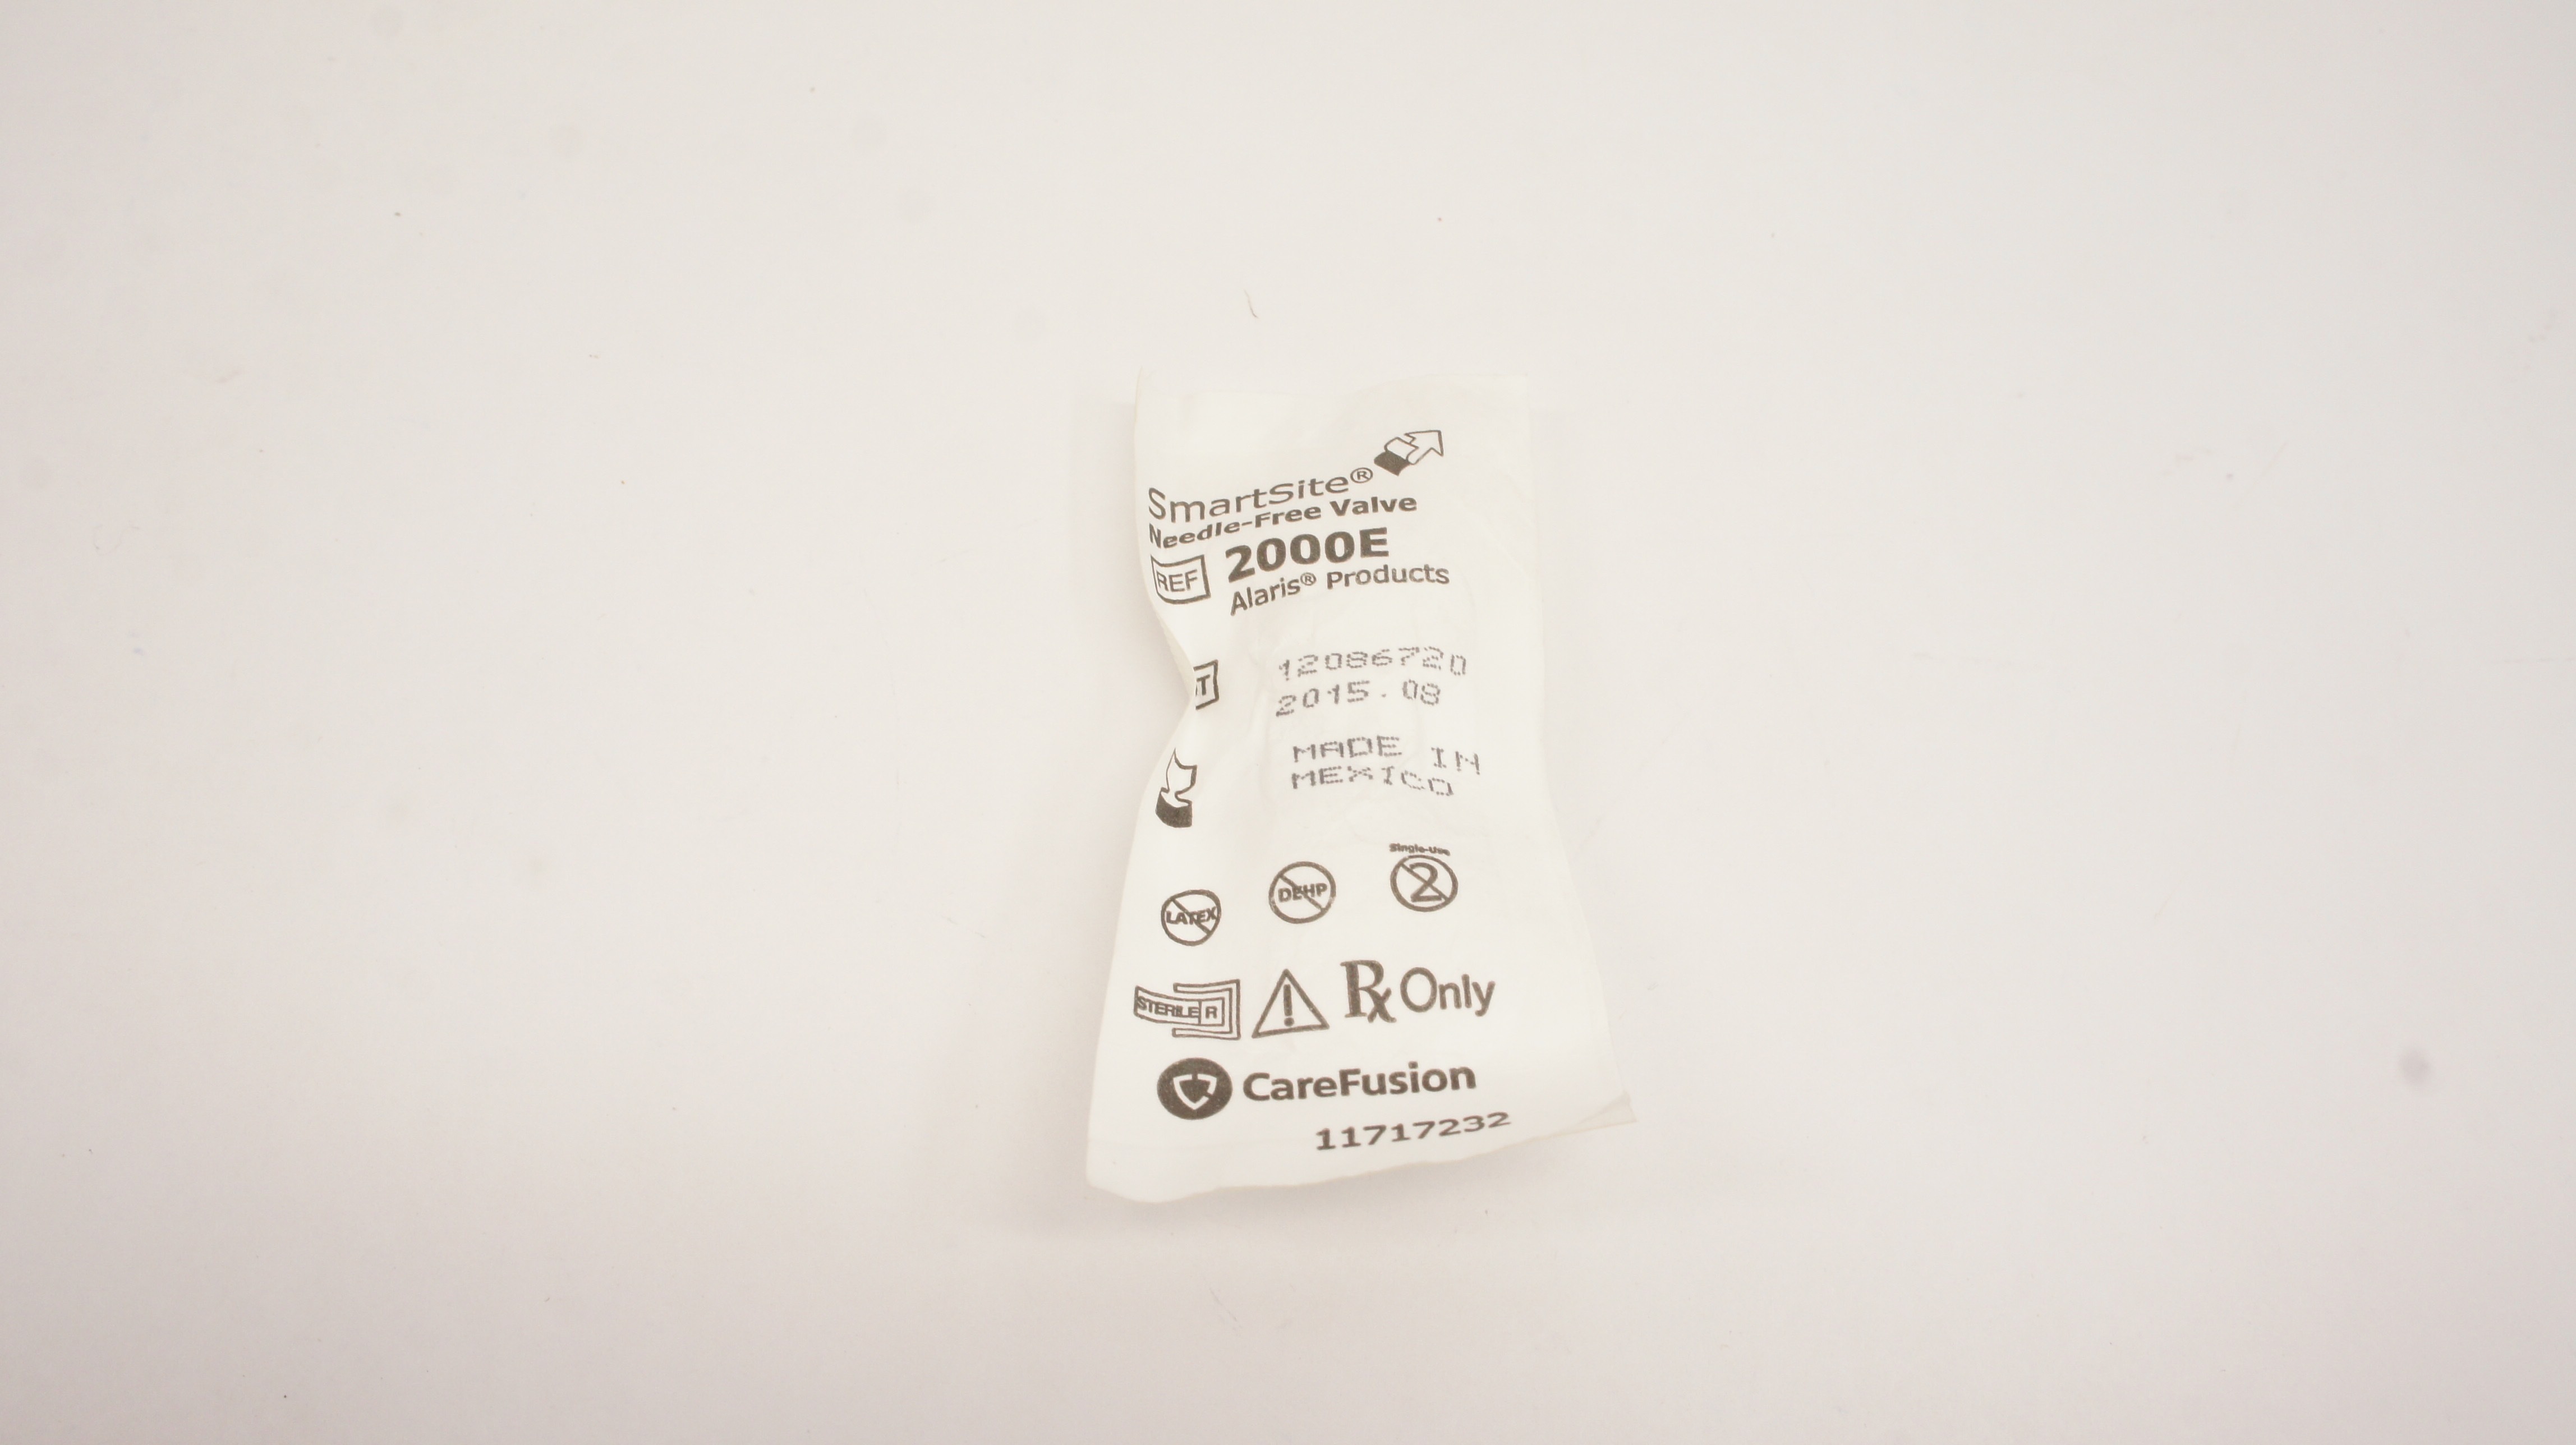 SmartSite®
Needle-Free Valve
REF 2000E
Alaris® Products
12086720
2015.08
MADE IN
MEXICO
Single-Use
LATEX DEHP 2
STERILE R ! Rx Only
CareFusion
11717232